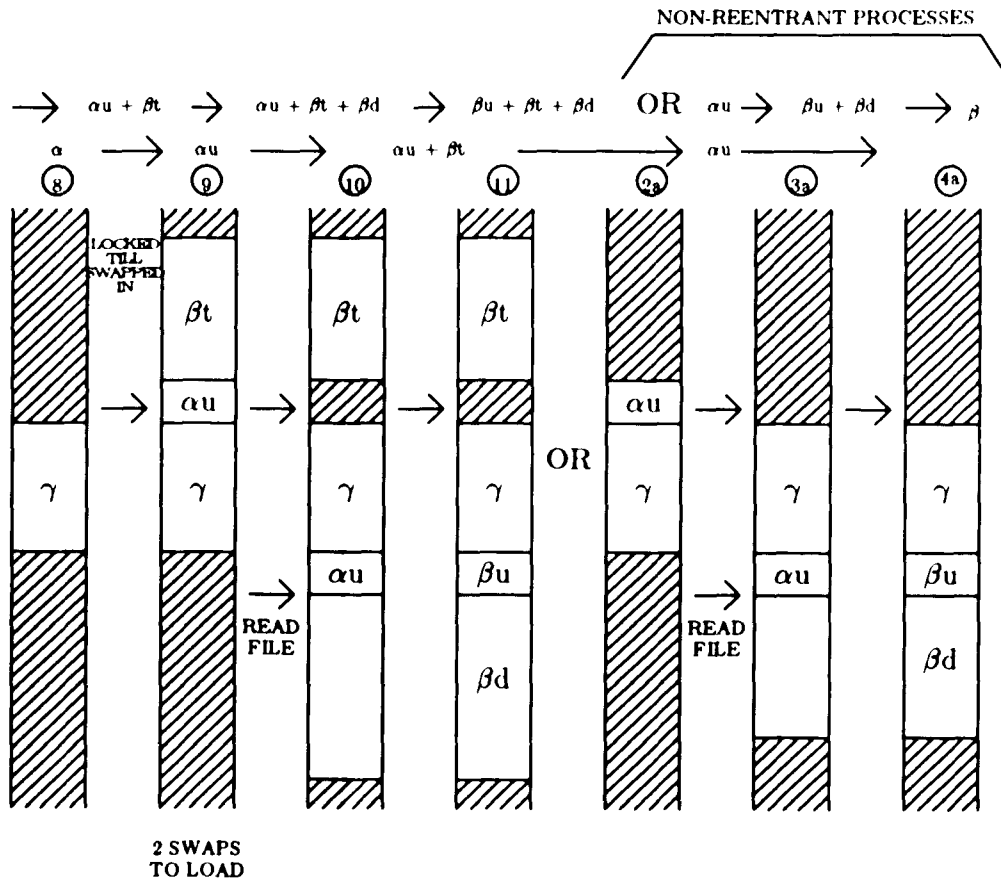 NON-REENTRANT PROCESSES
→ αu + βt → αu + βt + βd → βu + βt + βd OR αu → βu + βd → β
α → αu → αu + βt → αu →
8 9 10 11 2a 3a 4a
LOCKED
TILL
SWAPPED
IN
βt βt βt
αu → → αu → →
γ γ γ γ OR γ γ γ
αu βu αu βu
READ
FILE
READ
FILE
βd βd
2 SWAPS
TO LOAD